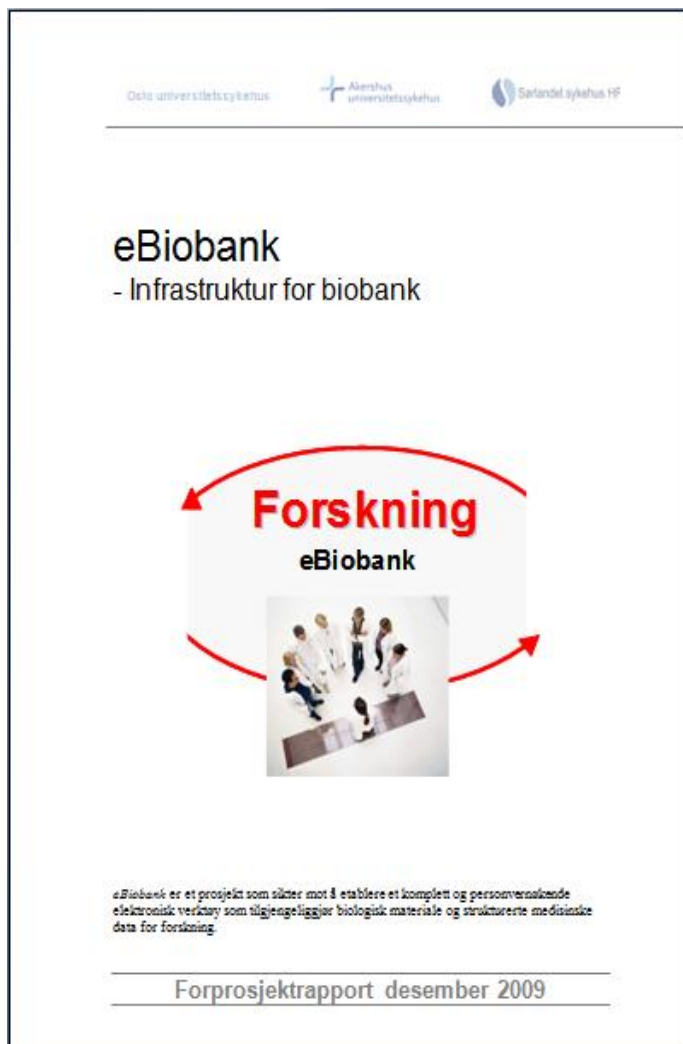 Oslo universitetssykehus
Akershus
universitetssykehus
Sørlandet sykehus HF
eBiobank
- Infrastruktur for biobank
Forskning
eBiobank
eBiobank er et prosjekt som sikter mot å etablere et komplett og personvernøkende
elektronisk verktøy som tilgjengeliggjør biologisk materiale og strukturerte medisinske
data for forskning.
Forprosjektrapport desember 2009